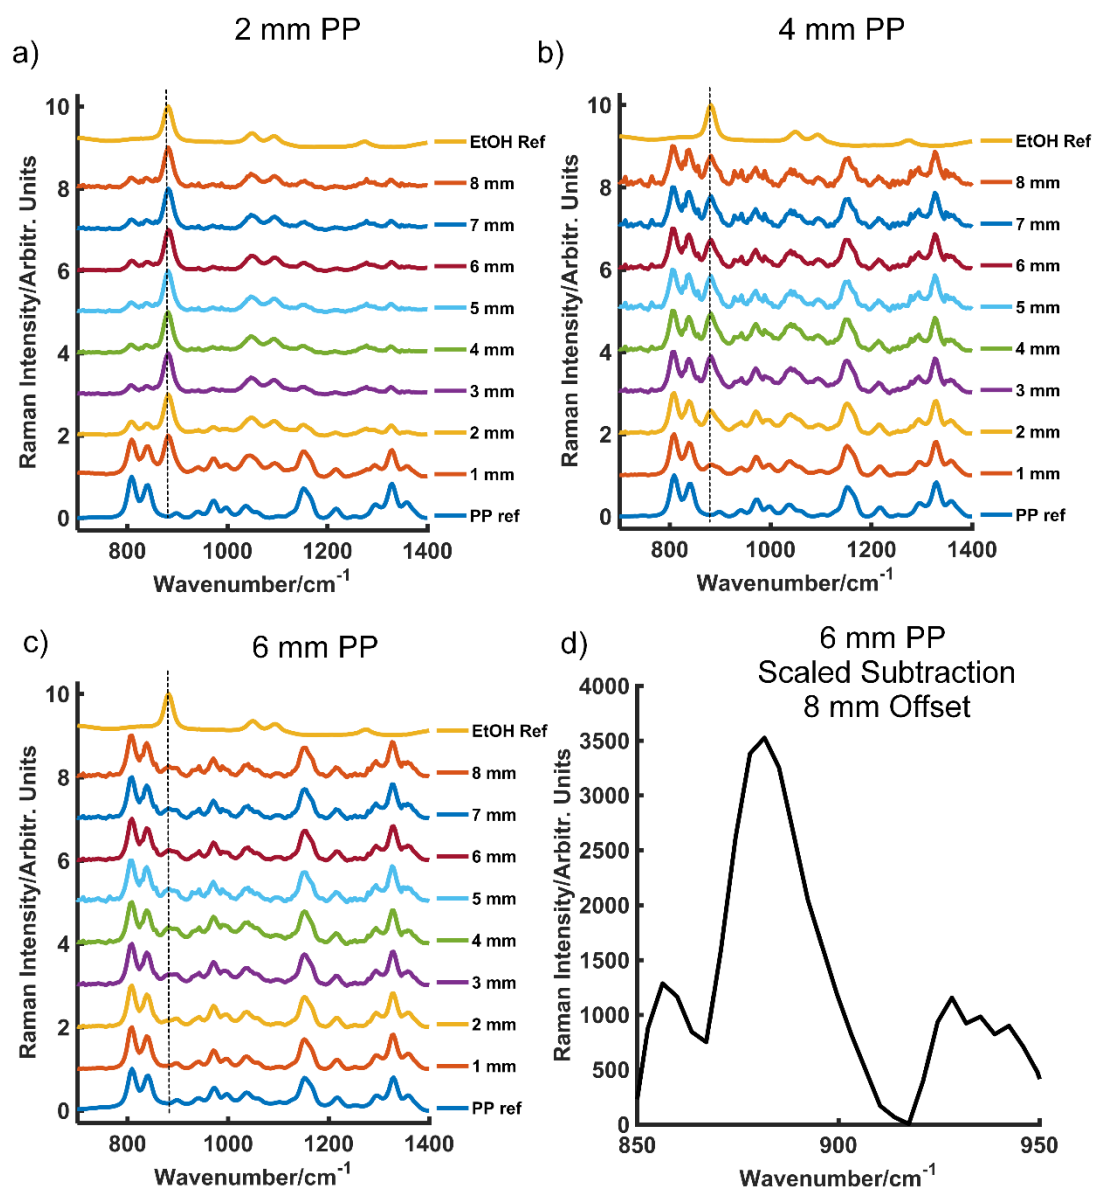 2 mm PP
a)
Raman Intensity/Arbitr. Units
10
8
6
4
2
0
EtOH Ref
8 mm
7 mm
6 mm
5 mm
4 mm
3 mm
2 mm
1 mm
PP ref
800 1000 1200 1400
Wavenumber/cm-1
4 mm PP
b)
Raman Intensity/Arbitr. Units
10
8
6
4
2
0
EtOH Ref
8 mm
7 mm
6 mm
5 mm
4 mm
3 mm
2 mm
1 mm
PP ref
800 1000 1200 1400
Wavenumber/cm-1
6 mm PP
c)
Raman Intensity/Arbitr. Units
10
8
6
4
2
0
EtOH Ref
8 mm
7 mm
6 mm
5 mm
4 mm
3 mm
2 mm
1 mm
PP ref
800 1000 1200 1400
Wavenumber/cm-1
d)
6 mm PP
Scaled Subtraction
8 mm Offset
Raman Intensity/Arbitr. Units
4000
3500
3000
2500
2000
1500
1000
500
0
850 900 950
Wavenumber/cm-1